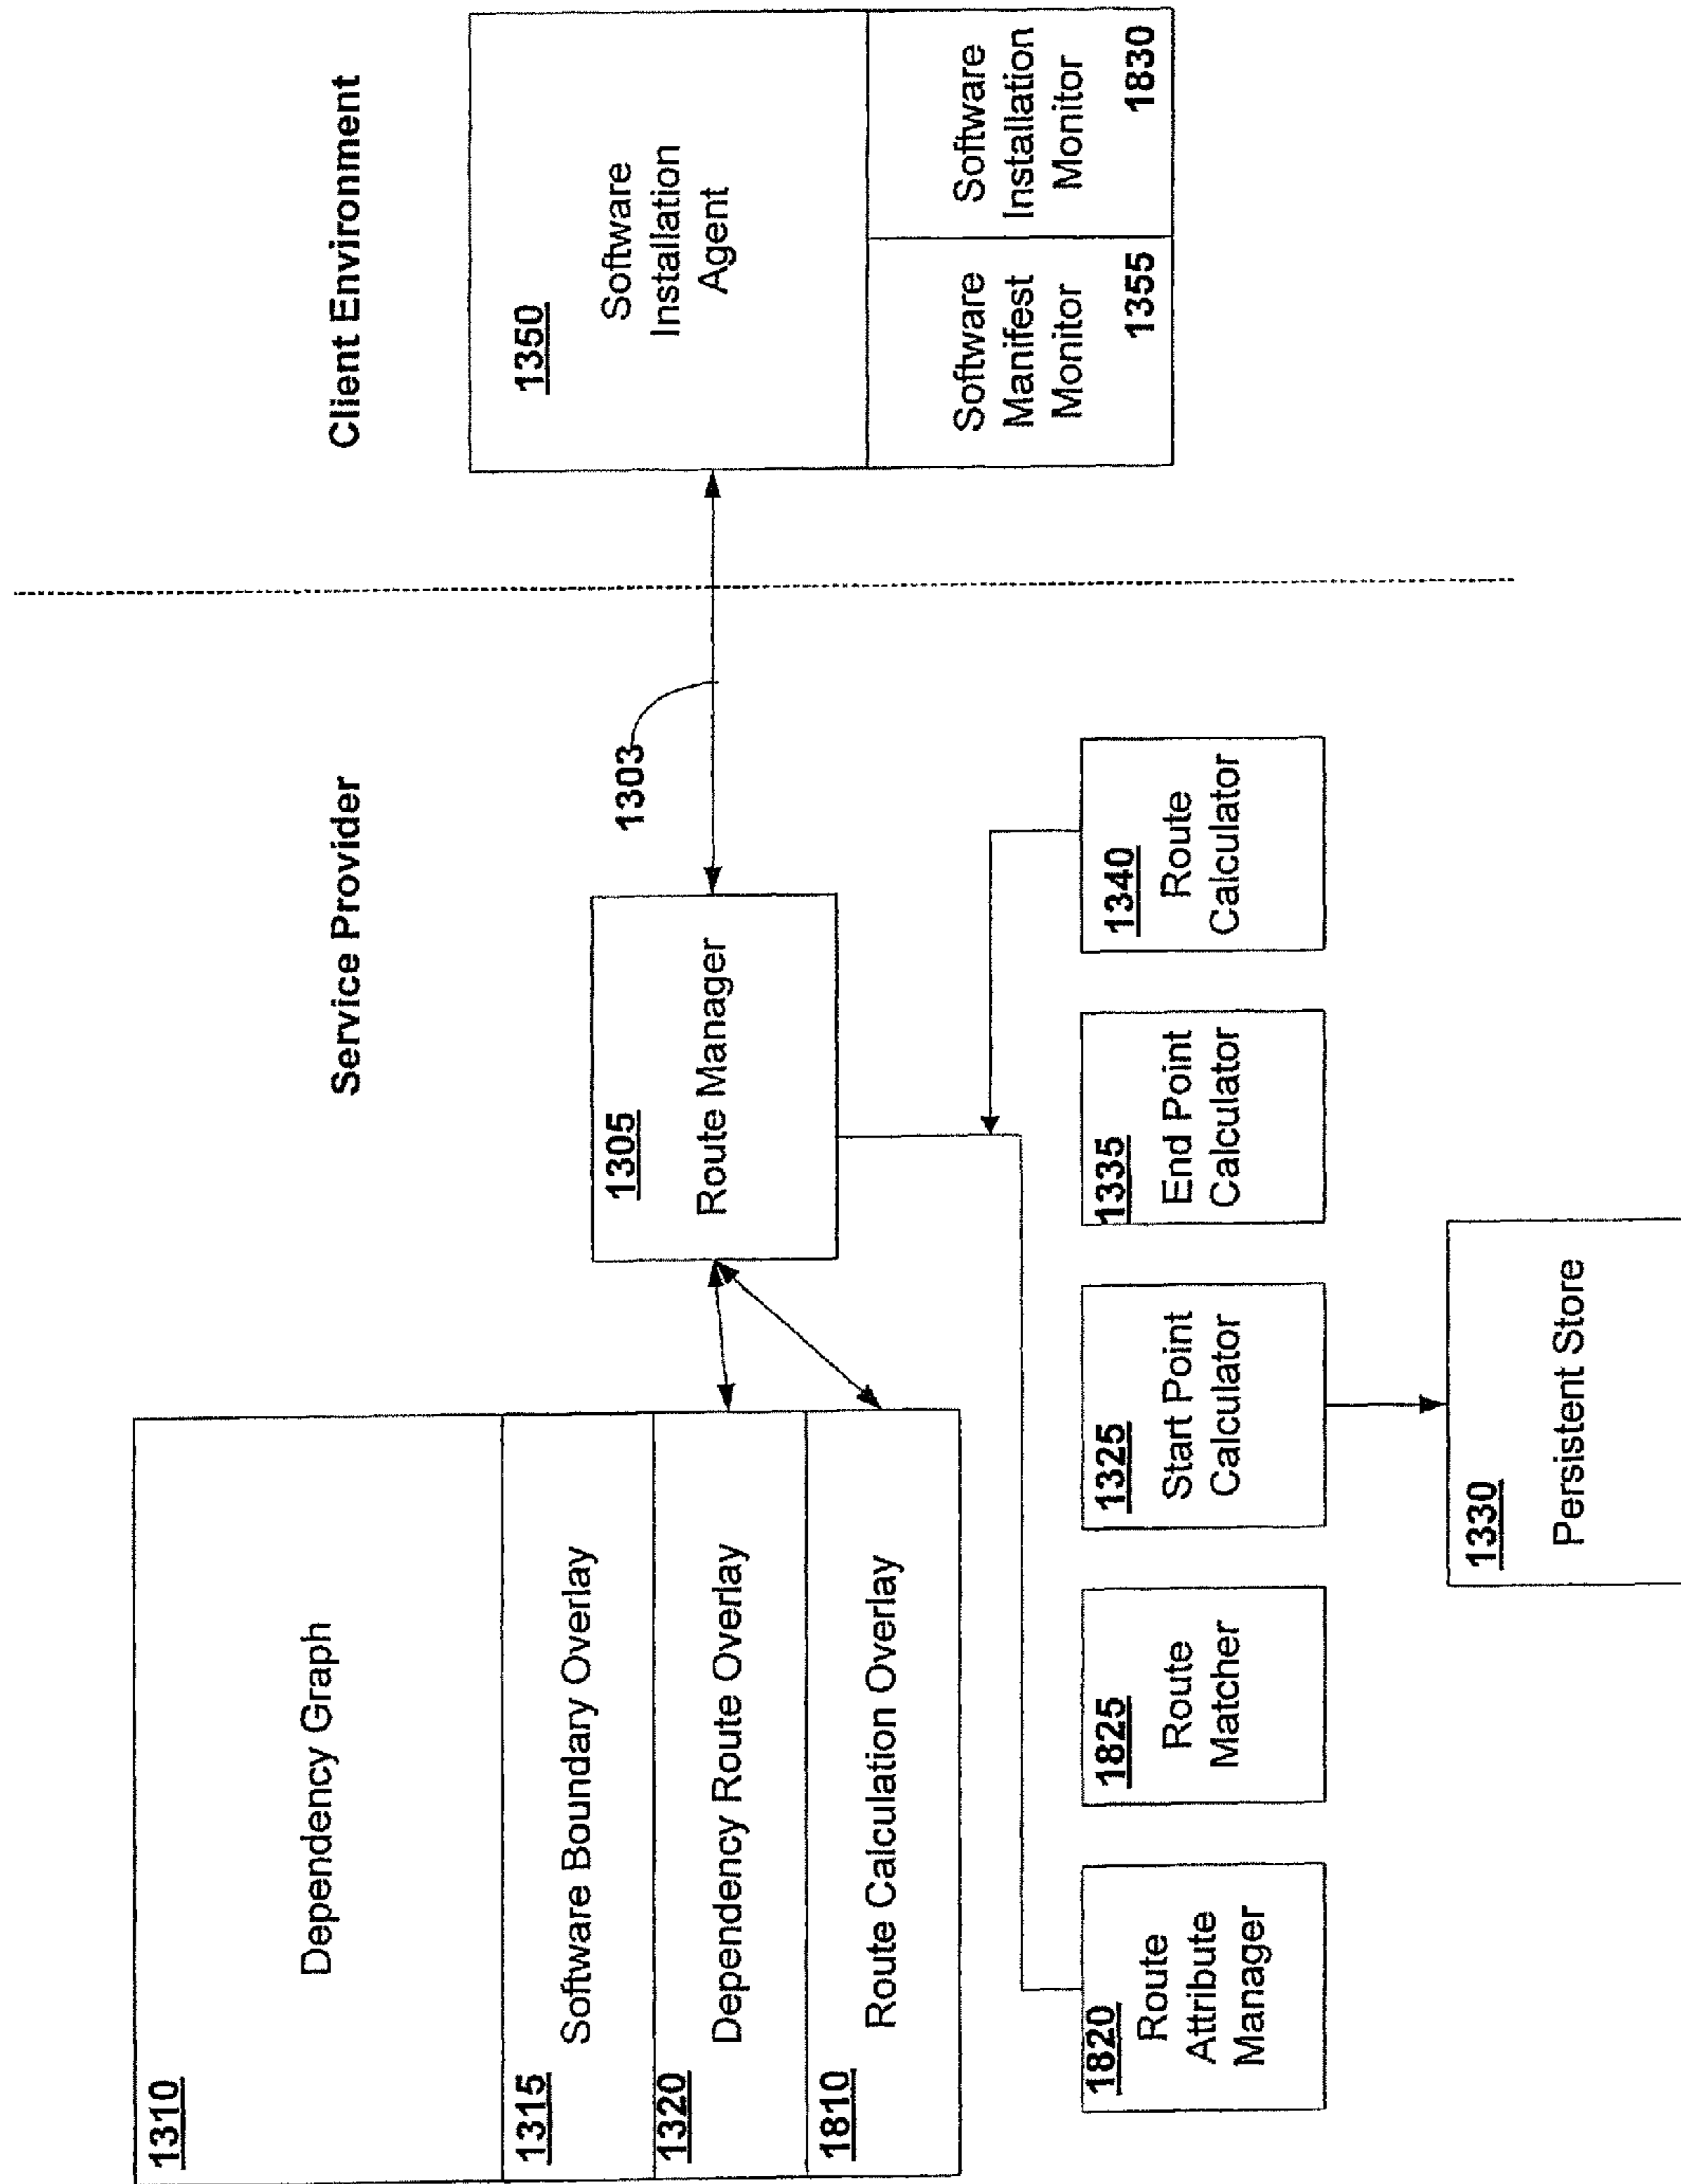 Service Provider
Client Environment
1310
Dependency Graph
1315
Software Boundary Overlay
1320
Dependency Route Overlay
1810
Route Calculation Overlay
1305
Route Manager
1303
1350
Software
Installation
Agent
Software
Manifest
Monitor
1355
Software
Installation
Monitor
1830
1820
Route
Attribute
Manager
1825
Route
Matcher
1325
Start Point
Calculator
1335
End Point
Calculator
1340
Route
Calculator
1330
Persistent Store